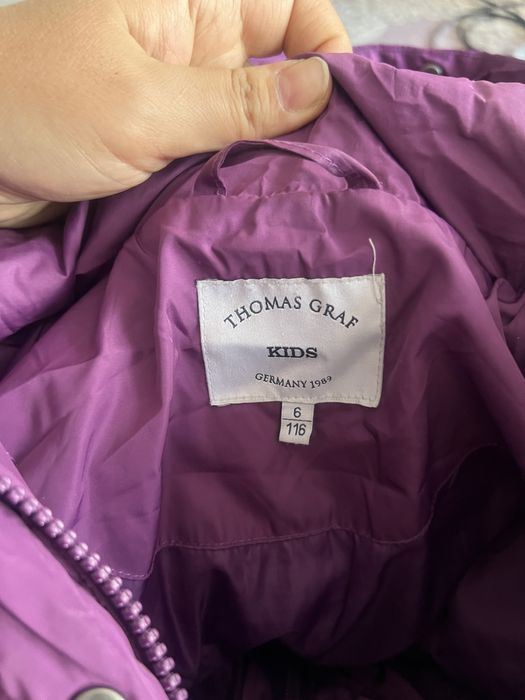 THOMAS GRAF
KIDS
GERMANY 1989
6
116